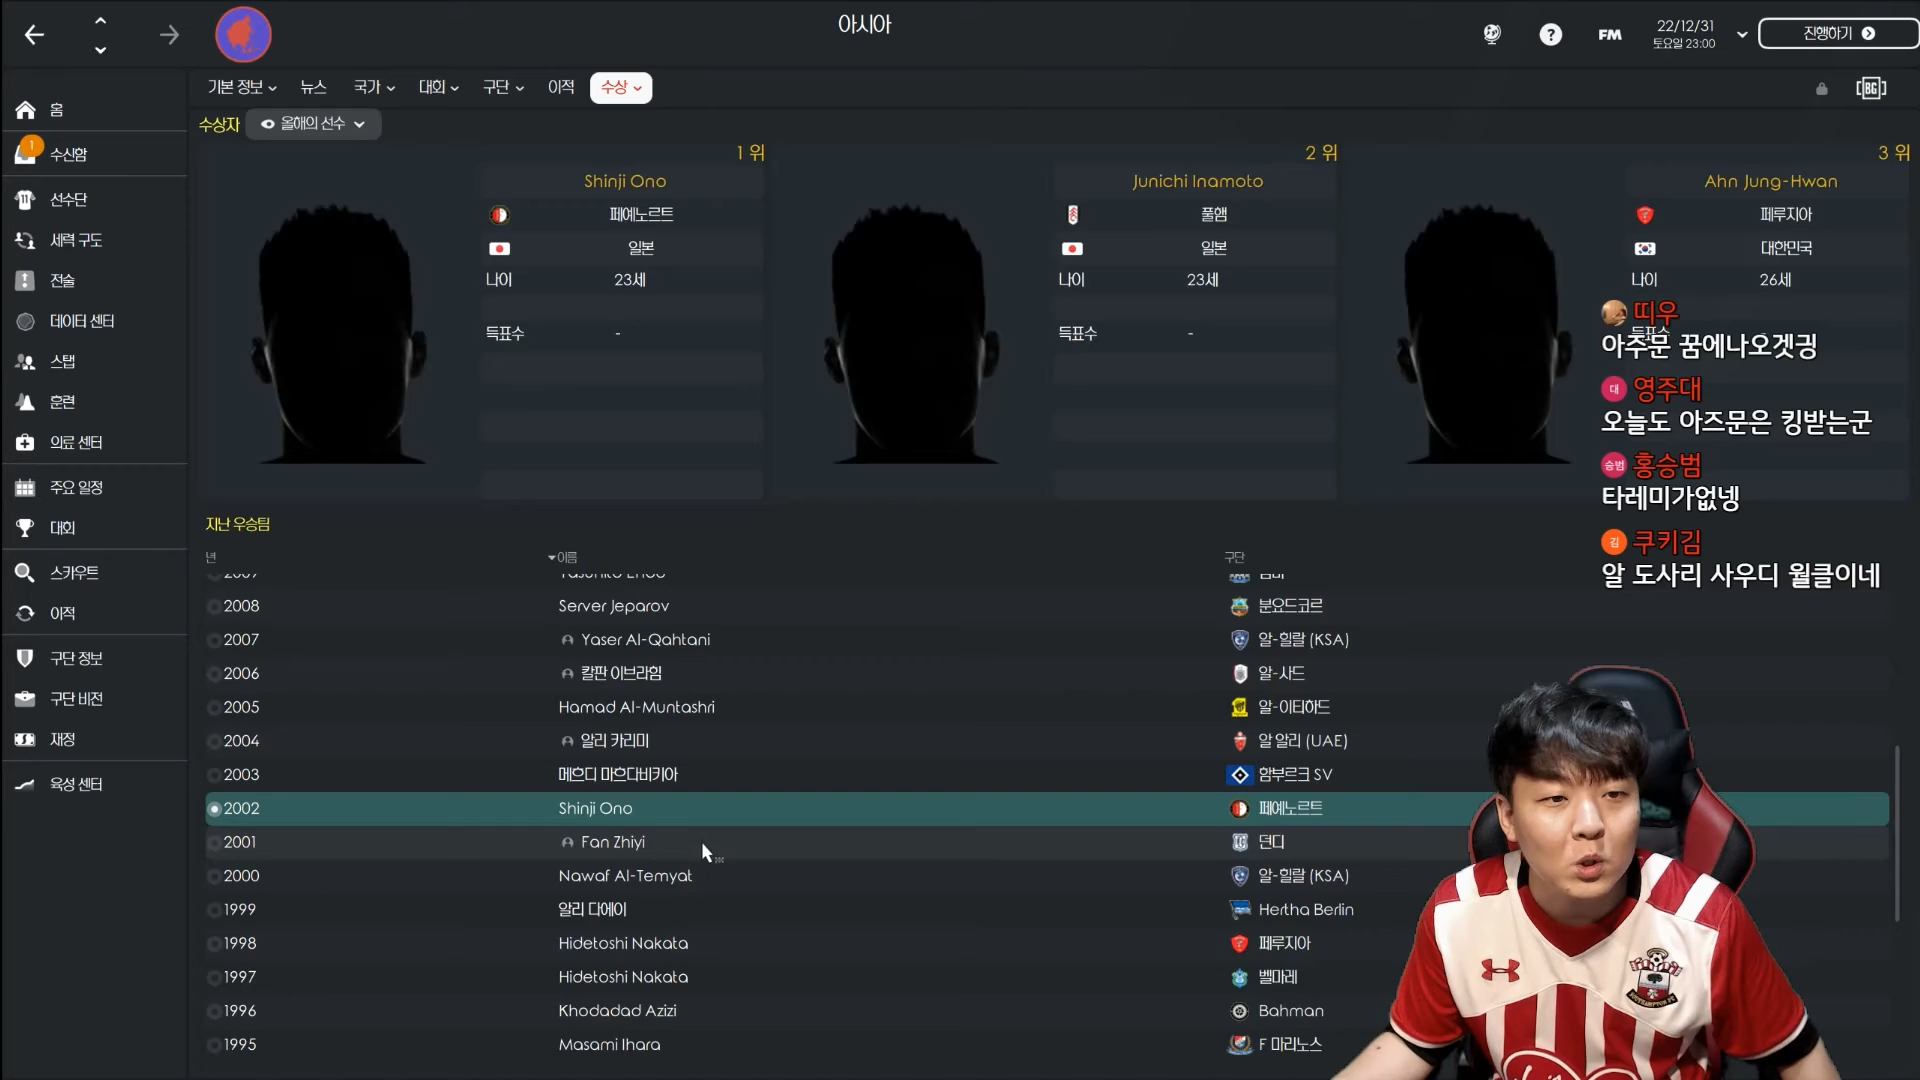 아시아
22/12/31
토요일 23:00
FM
진행하기
기본 정보
뉴스
국가
대회
구단
이적
수상
BG
홈
1
수신함
선수단
세력 구도
전술
데이터 센터
스탭
훈련
의료 센터
주요 일정
대회
스카우트
이적
구단 정보
구단 비전
재정
육성 센터
수상자
올해의 선수
1 위
Shinji Ono
페예노르트
일본
나이 23세
득표수 -
2 위
Junichi Inamoto
풀햄
일본
나이 23세
득표수 -
3 위
Ahn Jung-Hwan
페루지아
대한민국
나이 26세
득표수
띠우
아추문 꿈에나오겟귕
대 영주대
오늘도 아즈문은 킹받는군
승범 홍승범
타레미가없넹
김 쿠키김
알 도사리 사우디 월클이네
지난 우승팀
년 이름 구단
2008 Server Jeparov 분요드코르
2007 Yaser Al-Qahtani 알-힐랄 (KSA)
2006 칼판 이브라힘 알-사드
2005 Hamad Al-Muntashri 알-이티하드
2004 알리 카리미 알 알리 (UAE)
2003 메흐디 마흐다비키아 함부르크 SV
2002 Shinji Ono 페예노르트
2001 Fan Zhiyi 던디
2000 Nawaf Al-Temyat 알-힐랄 (KSA)
1999 알리 다에이 Hertha Berlin
1998 Hidetoshi Nakata 페루지아
1997 Hidetoshi Nakata 벨마레
1996 Khodadad Azizi Bahman
1995 Masami Ihara F 마리노스